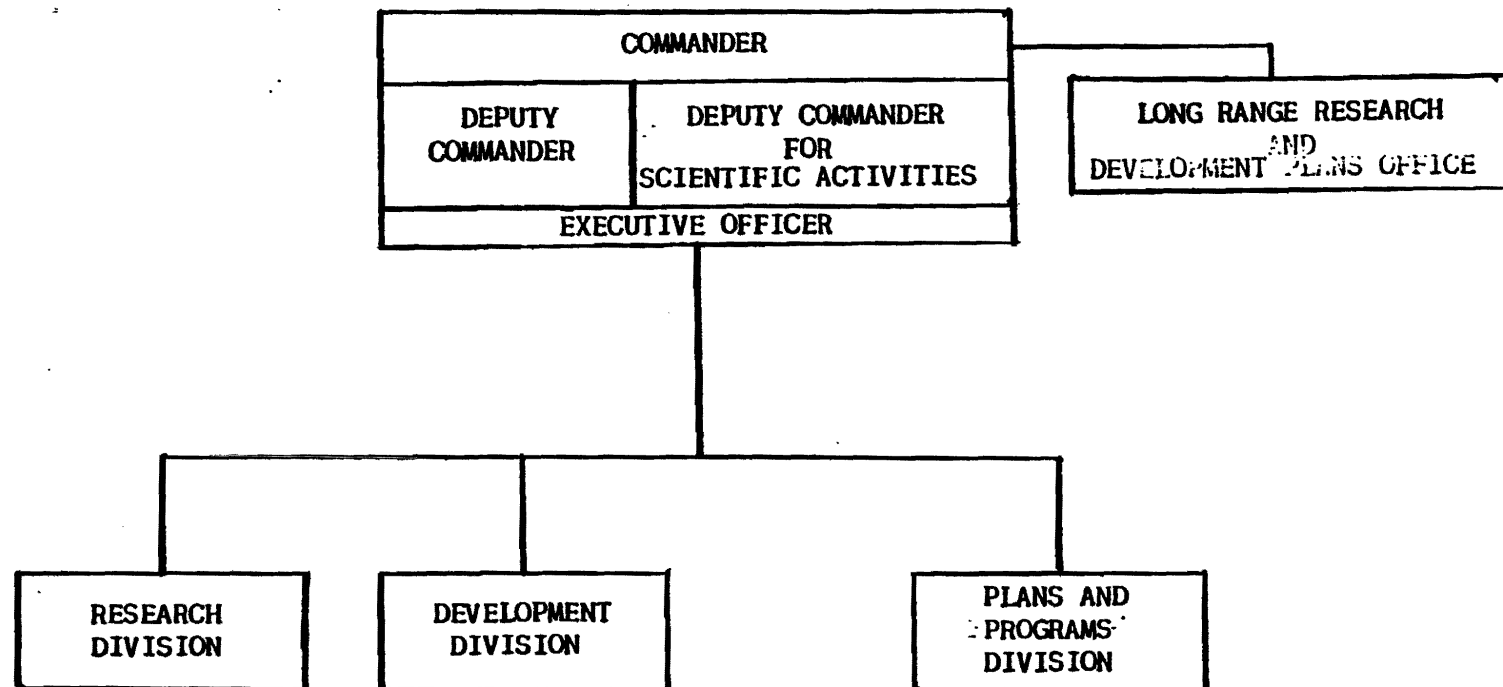 COMMANDER
DEPUTY
COMMANDER
DEPUTY COMMANDER
FOR
SCIENTIFIC ACTIVITIES
EXECUTIVE OFFICER
LONG RANGE RESEARCH
AND
DEVELOPMENT PLANS OFFICE
RESEARCH
DIVISION
DEVELOPMENT
DIVISION
PLANS AND
PROGRAMS
DIVISION